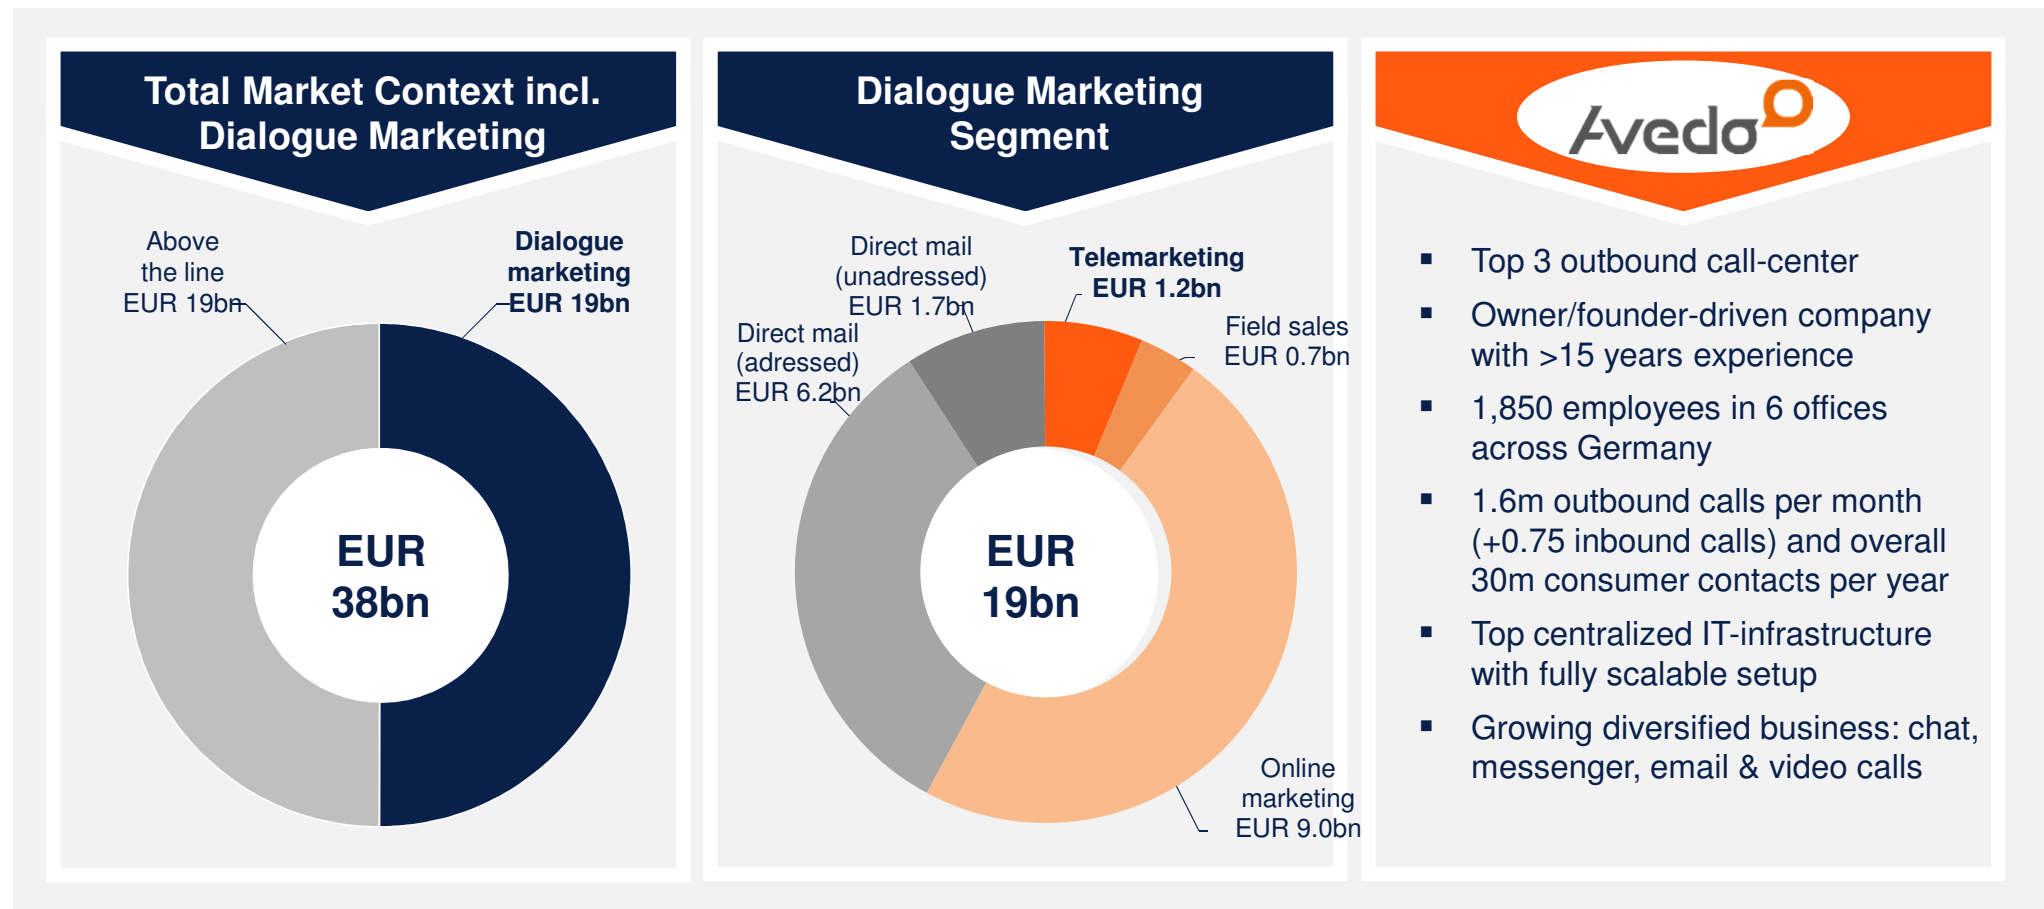 Total Market Context incl.
Dialogue Marketing
Above
the line
EUR 19bn
Dialogue
marketing
EUR 19bn
EUR
38bn
Dialogue Marketing
Segment
Direct mail
(unadressed)
EUR 1.7bn
Telemarketing
EUR 1.2bn
Direct mail
(adressed)
EUR 6.2bn
Field sales
EUR 0.7bn
EUR
19bn
Online
marketing
EUR 9.0bn
Avedo
▪ Top 3 outbound call-center
▪ Owner/founder-driven company
with >15 years experience
▪ 1,850 employees in 6 offices
across Germany
▪ 1.6m outbound calls per month
(+0.75 inbound calls) and overall
30m consumer contacts per year
▪ Top centralized IT-infrastructure
with fully scalable setup
▪ Growing diversified business: chat,
messenger, email & video calls